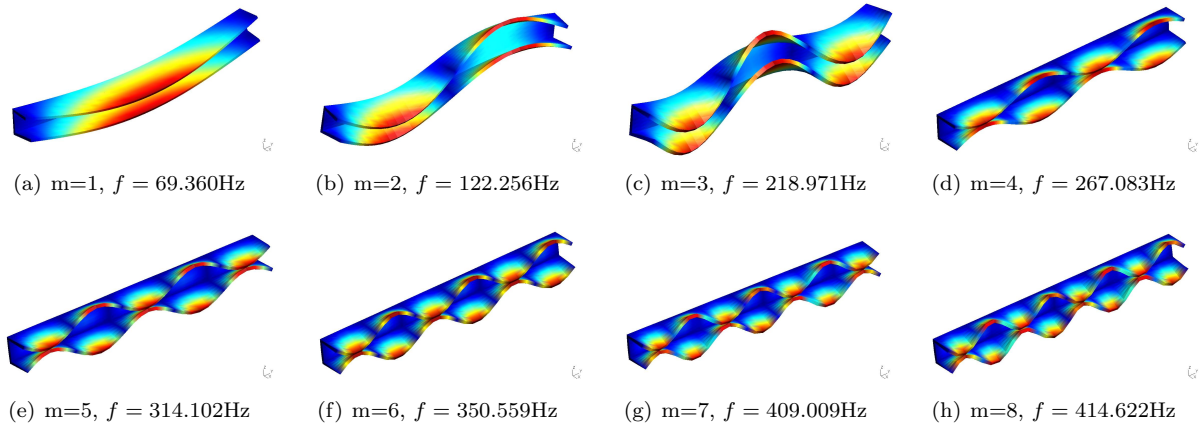 (a) m=1, f = 69.360Hz
(b) m=2, f = 122.256Hz
(c) m=3, f = 218.971Hz
(d) m=4, f = 267.083Hz
(e) m=5, f = 314.102Hz
(f) m=6, f = 350.559Hz
(g) m=7, f = 409.009Hz
(h) m=8, f = 414.622Hz